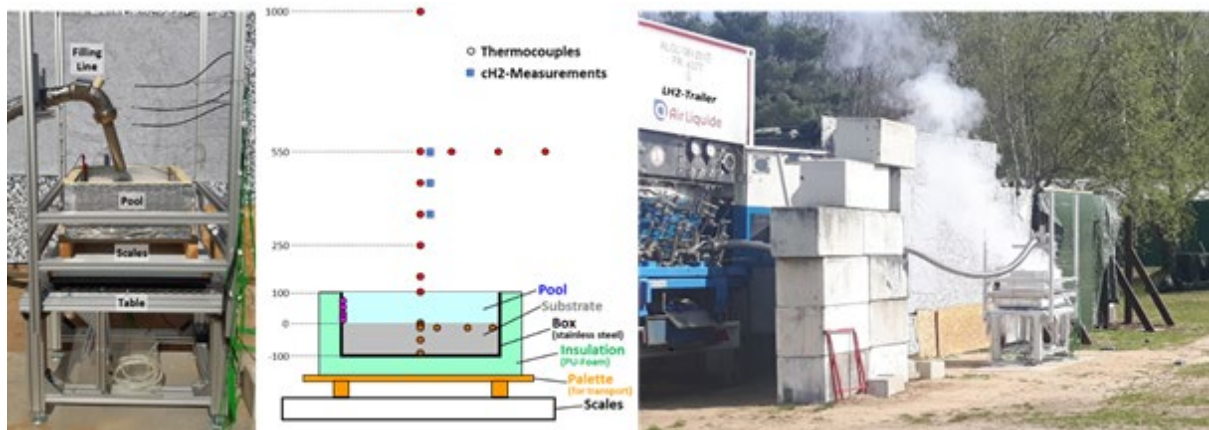 Filling
Line
Pool
Scales
Table
1000
Thermocouples
cH2-Measurements
550
250
100
0
-100
Pool
Substrate
Box
(stainless steel)
Insulation
(PU-Foam)
Palette
(for transport)
Scales
LH2-Trailer
Air Liquide